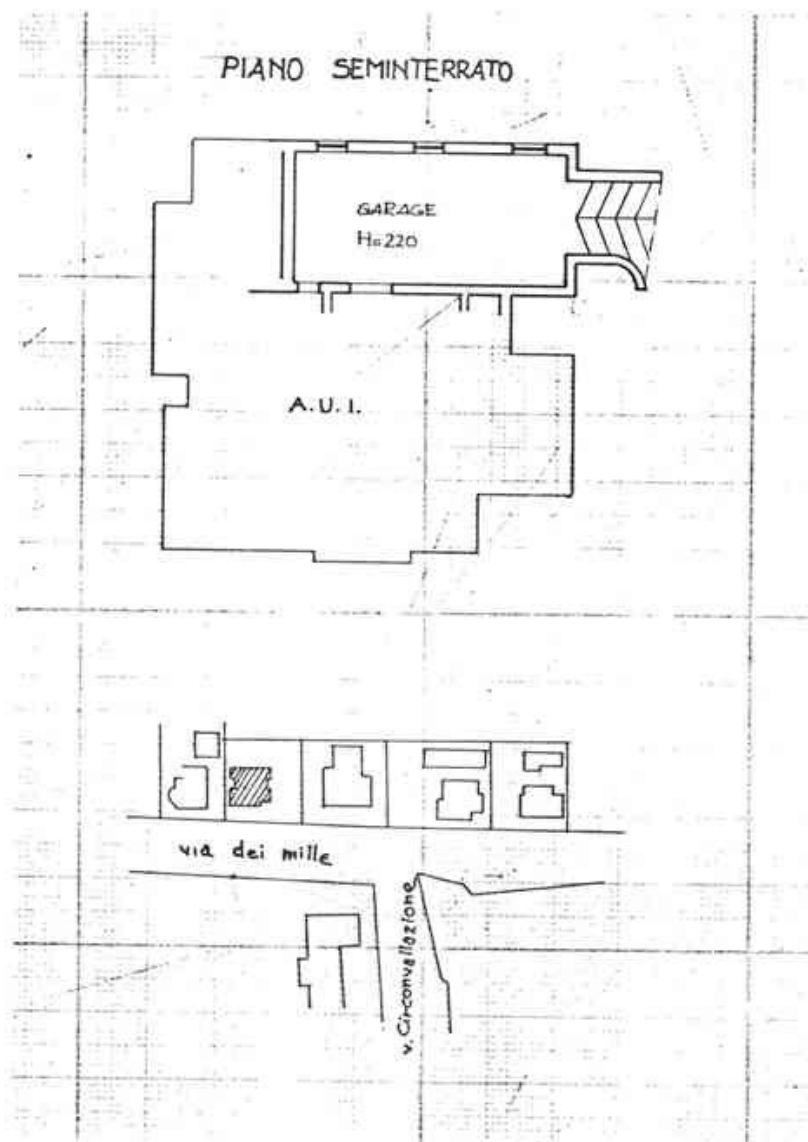 PIANO SEMINTERRATO
GARAGE
H=220
A.U.I.
via dei mille
v. Circonvallazione